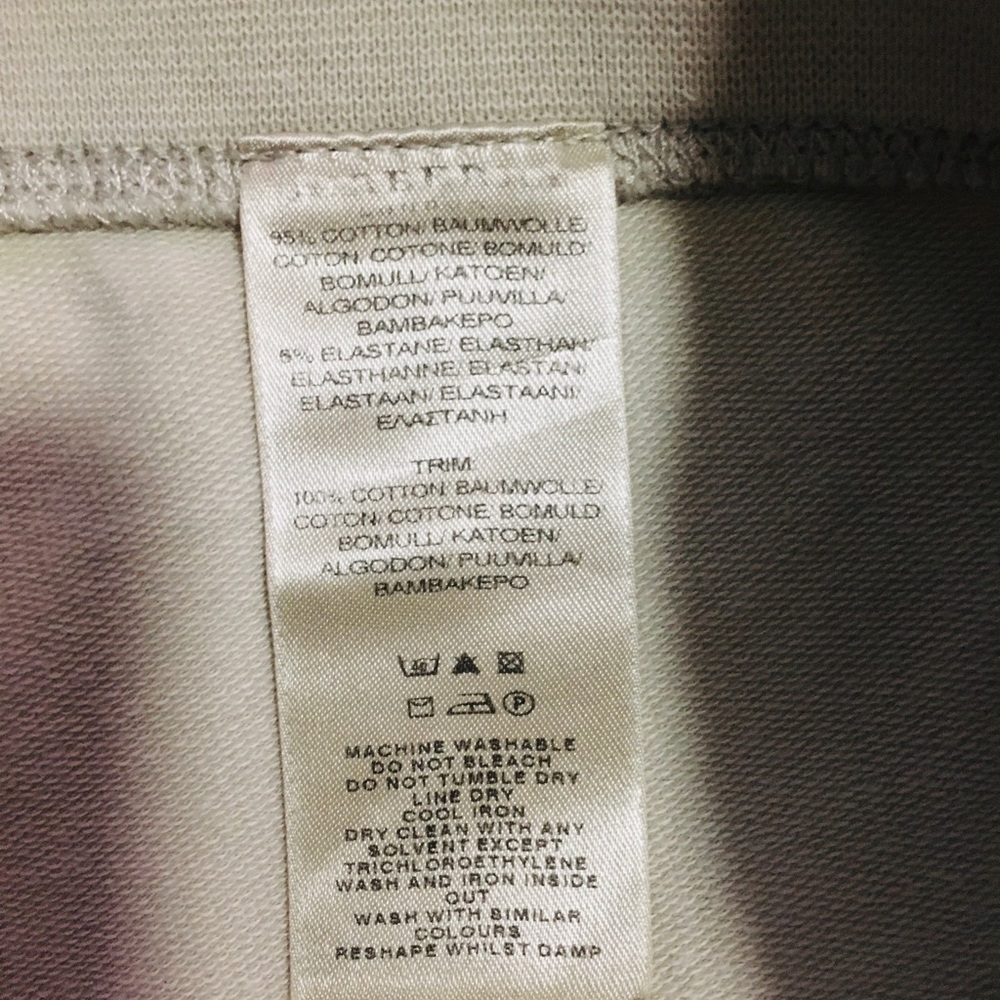 95% COTTON/ BAUMWOLLE/
COTON/ COTONE/ BOMULD/
BOMULL/ KATOEN/
ALGODON/ PUUVILLA/
BAMBAKEPO
5% ELASTANE/ ELASTHAN/
ELASTHANNE/ ELASTAN/
ELASTAAN/ ELASTAANI/
ΕΛΑΣΤΑΝΗ
TRIM:
100% COTTON/ BAUMWOLLE/
COTON/ COTONE/ BOMULD/
BOMULL/ KATOEN/
ALGODON/ PUUVILLA/
BAMBAKEPO
40
P
MACHINE WASHABLE
DO NOT BLEACH
DO NOT TUMBLE DRY
LINE DRY
COOL IRON
DRY CLEAN WITH ANY
SOLVENT EXCEPT
TRICHLOROETHYLENE
WASH AND IRON INSIDE
OUT
WASH WITH SIMILAR
COLOURS
RESHAPE WHILST DAMP